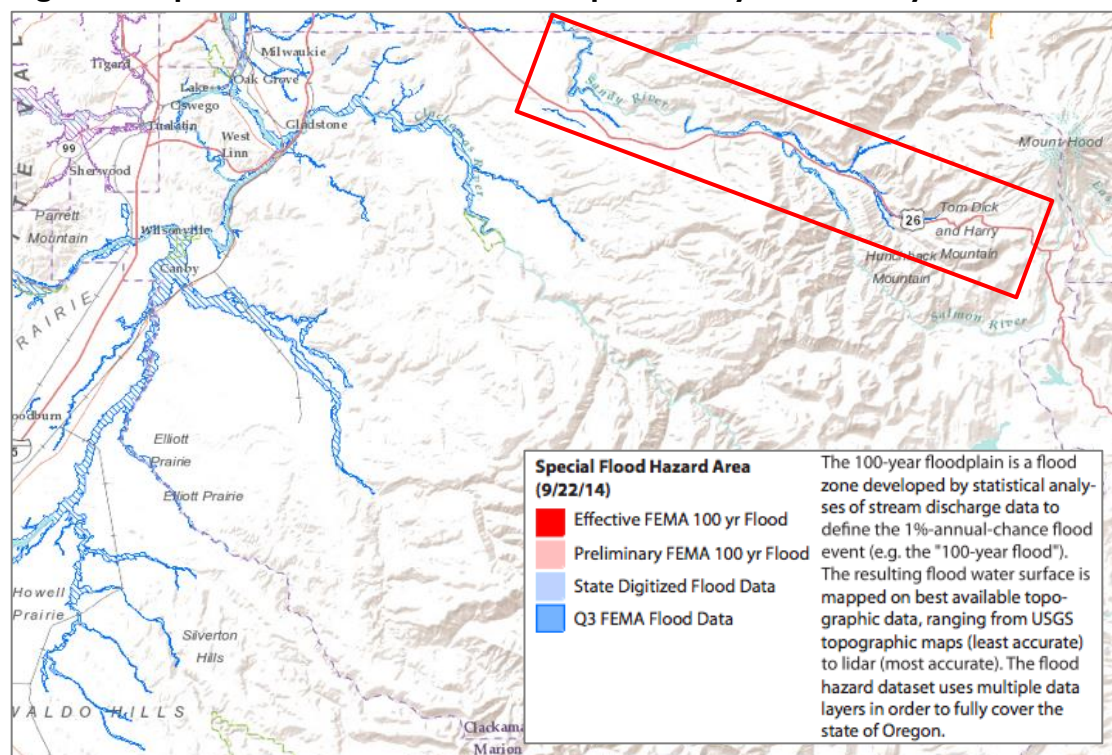 Milwaukie
Tigard
Lake
Oak Grove
Oswego
Tualatin
Gladstone
West
Linn
99
Sherwood
Sandy River
Mount Hood
Parrett
Mountain
Tom Dick
and Harry
Mountain
26
Wilsonville
Hunchback
Mountain
Canby
Salmon River
RAIRIE
oodburn
5
Elliott
Prairie
Elliott Prairie
Howell
Prairie
Silverton
Hills
WALDO HILLS
Clackama
Marion
Special Flood Hazard Area
(9/22/14)
Effective FEMA 100 yr Flood
Preliminary FEMA 100 yr Flood
State Digitized Flood Data
Q3 FEMA Flood Data
The 100-year floodplain is a flood
zone developed by statistical analy-
ses of stream discharge data to
define the 1%-annual-chance flood
event (e.g. the "100-year flood").
The resulting flood water surface is
mapped on best available topo-
graphic data, ranging from USGS
topographic maps (least accurate)
to lidar (most accurate). The flood
hazard dataset uses multiple data
layers in order to fully cover the
state of Oregon.